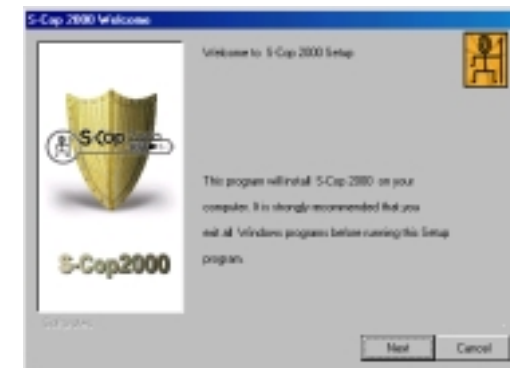 S-Cop 2000 Welcome
Welcome to S-Cop 2000 Setup
S-Cop
This program will install S-Cop 2000 on your
computer. It is strongly recommended that you
exit all Windows programs before running this Setup
program.
S-Cop2000
Next
Cancel